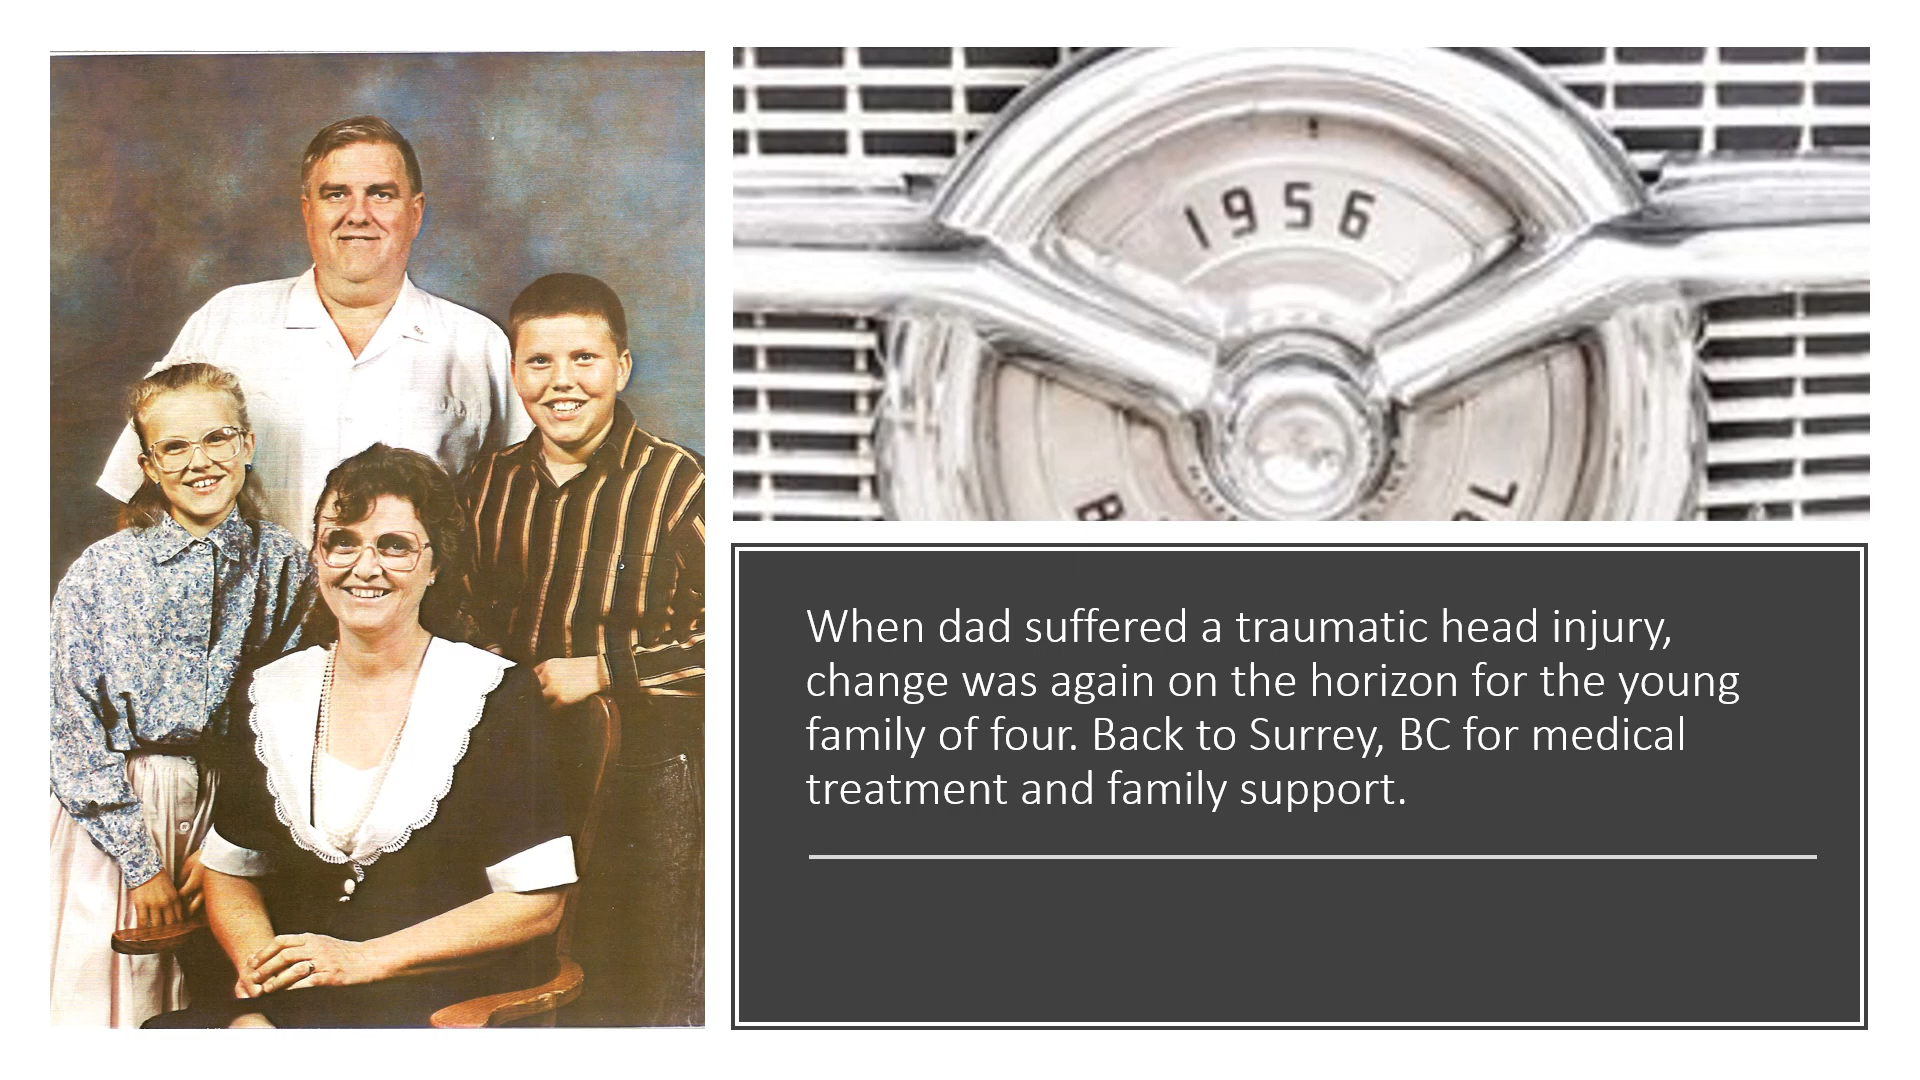 1956
When dad suffered a traumatic head injury,
change was again on the horizon for the young
family of four. Back to Surrey, BC for medical
treatment and family support.